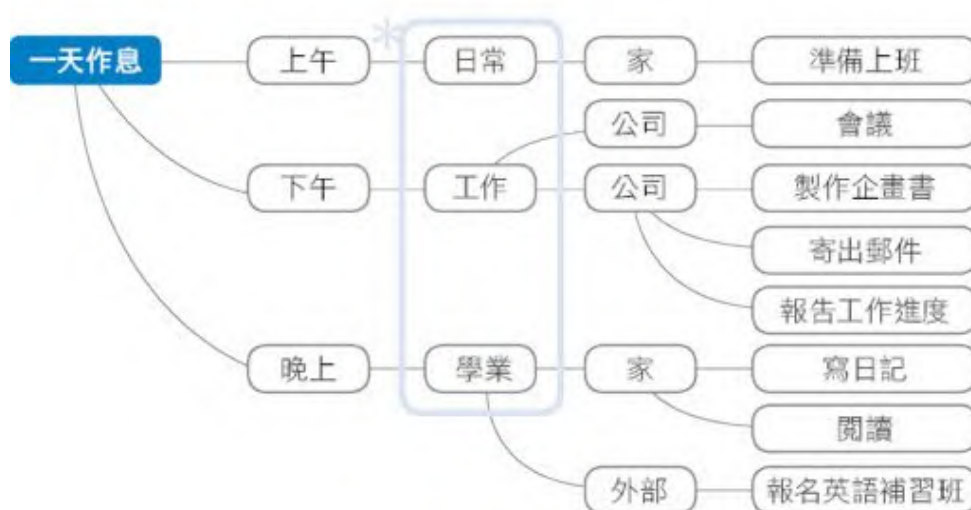 一天作息 上午 * 日常 家 準備上班
公司 會議
下午 工作 公司 製作企畫書
寄出郵件
報告工作進度
晚上 學業 家 寫日記
閱讀
外部 報名英語補習班